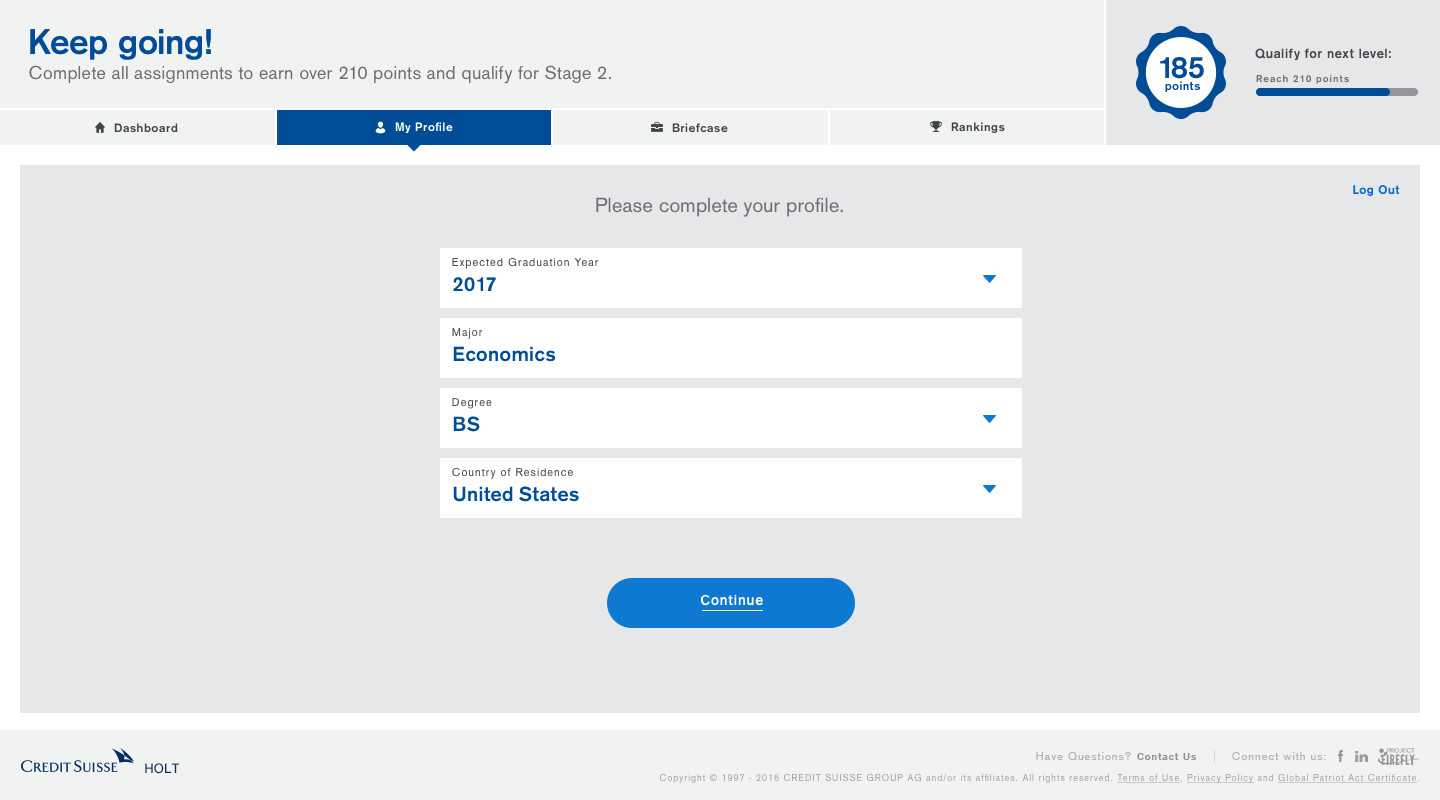 Keep going!
Complete all assignments to earn over 210 points and qualify for Stage 2.
185
points
Qualify for next level:
Reach 210 points
Dashboard
My Profile
Briefcase
Rankings
Log Out
Please complete your profile.
Expected Graduation Year
2017
Major
Economics
Degree
BS
Country of Residence
United States
Continue
CREDIT SUISSE HOLT
Have Questions? Contact Us
Connect with us: f in PROJECT FIREFLY
Copyright © 1997 - 2016 CREDIT SUISSE GROUP AG and/or its affiliates. All rights reserved. Terms of Use, Privacy Policy and Global Patriot Act Certificate.